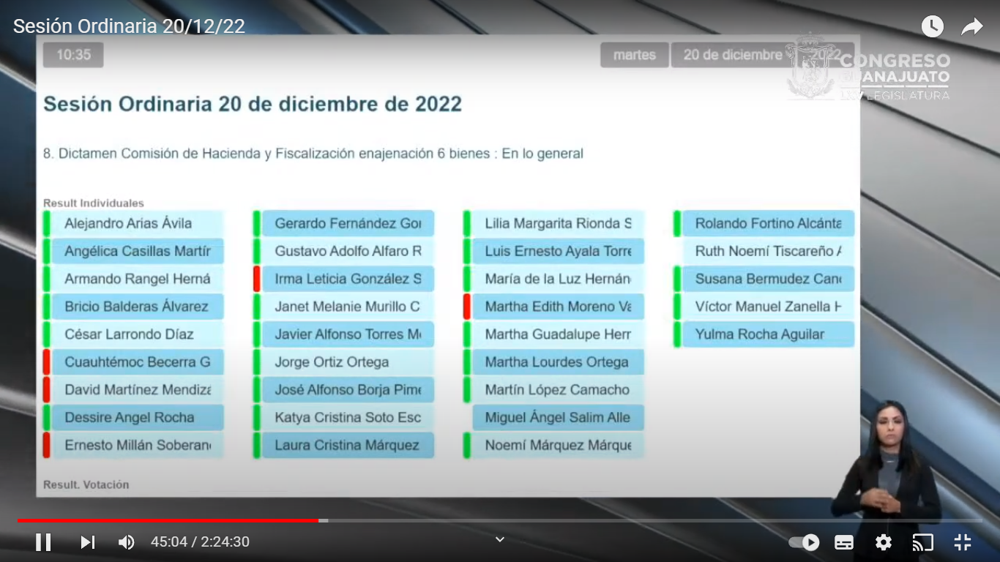 Sesión Ordinaria 20/12/22
10:35
martes
20 de diciembre
2022
CONGRESO
GUANAJUATO
LXV LEGISLATURA
Sesión Ordinaria 20 de diciembre de 2022
8. Dictamen Comisión de Hacienda y Fiscalización enajenación 6 bienes : En lo general
Result Individuales
Alejandro Arias Ávila
Angélica Casillas Martír
Armando Rangel Herná
Bricio Balderas Álvarez
César Larrondo Díaz
Cuauhtémoc Becerra G
David Martínez Mendizá
Dessire Angel Rocha
Ernesto Millán Soberan
Gerardo Fernández Gor
Gustavo Adolfo Alfaro R
Irma Leticia González S
Janet Melanie Murillo C
Javier Alfonso Torres M
Jorge Ortiz Ortega
José Alfonso Borja Pime
Katya Cristina Soto Esc
Laura Cristina Márquez
Lilia Margarita Rionda S
Luis Ernesto Ayala Torre
María de la Luz Hernán
Martha Edith Moreno Va
Martha Guadalupe Herr
Martha Lourdes Ortega
Martín López Camacho
Miguel Ángel Salim Alle
Noemí Márquez Márque
Rolando Fortino Alcánta
Ruth Noemí Tiscareño A
Susana Bermudez Cano
Víctor Manuel Zanella H
Yulma Rocha Aguilar
Result. Votación
45:04 / 2:24:30